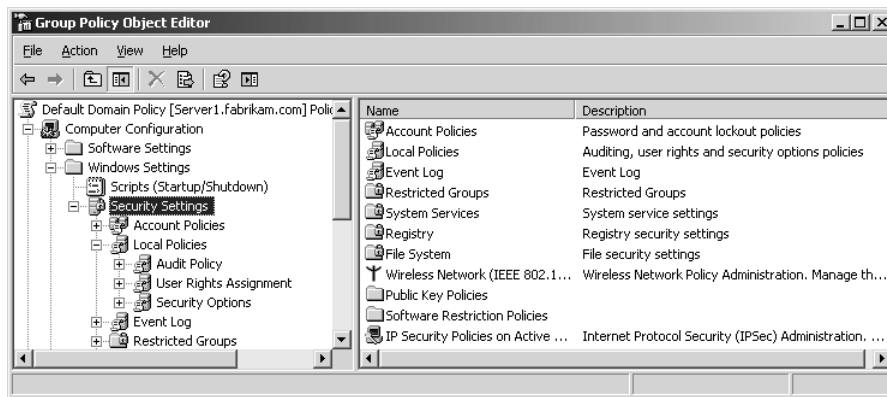 Group Policy Object Editor
File Action View Help
Default Domain Policy [Server1.fabrikam.com] Polic
Computer Configuration
Software Settings
Windows Settings
Scripts (Startup/Shutdown)
Security Settings
Account Policies
Local Policies
Audit Policy
User Rights Assignment
Security Options
Event Log
Restricted Groups
Name Description
Account Policies Password and account lockout policies
Local Policies Auditing, user rights and security options policies
Event Log Event Log
Restricted Groups Restricted Groups
System Services System service settings
Registry Registry security settings
File System File security settings
Wireless Network (IEEE 802.1... Wireless Network Policy Administration. Manage th...
Public Key Policies
Software Restriction Policies
IP Security Policies on Active ... Internet Protocol Security (IPSec) Administration. ...